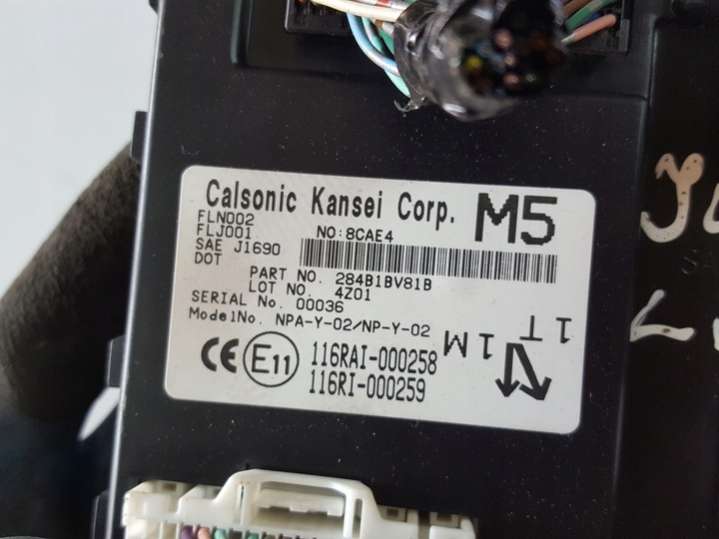 Calsonic Kansei Corp. M5
FLN002
FLJ001 NO:8CAE4
SAE J1690
DOT
PART NO. 284B1BV81B
LOT NO. 4Z01
SERIAL No. 00036
ModelNo. NPA-Y-02/NP-Y-02
1T
1M
CE E11 116RAI-000258
116RI-000259